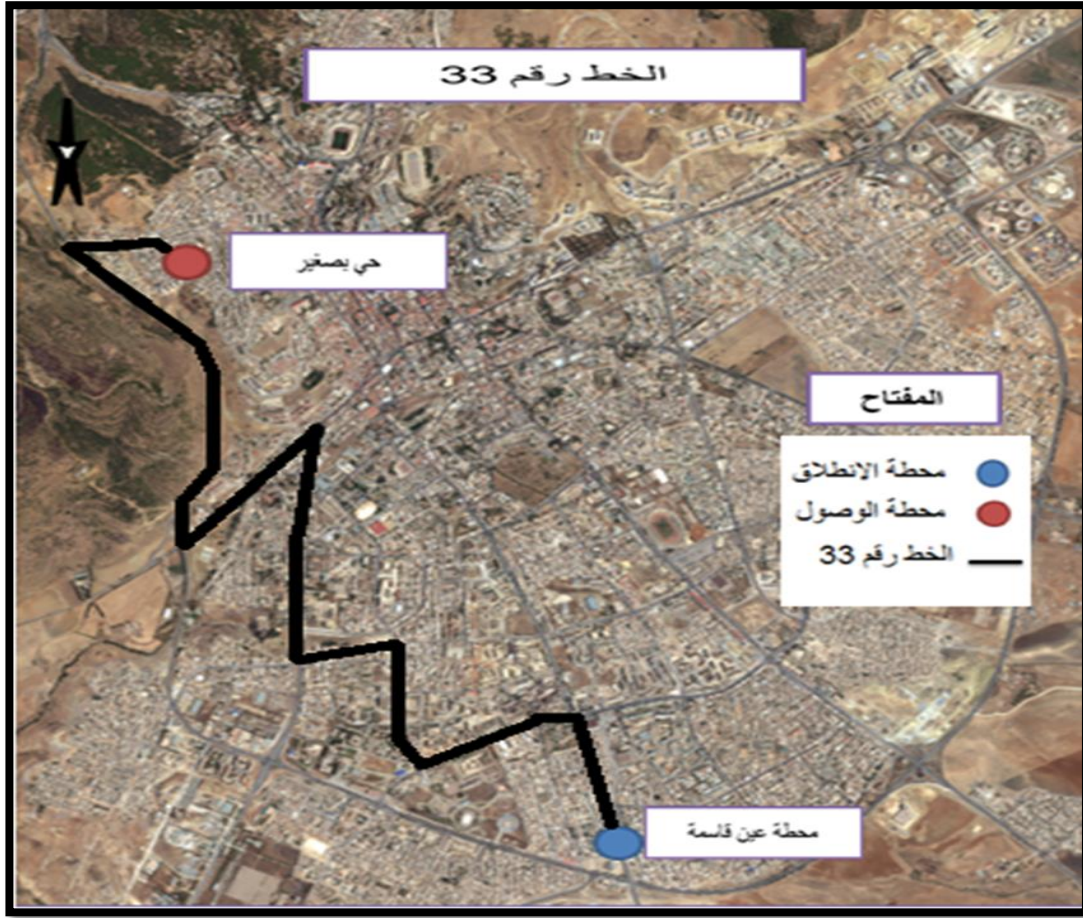 الخط رقم 33
حي بصغير
المفتاح
محطة الانطلاق
محطة الوصول
الخط رقم 33
محطة عين قاسمة